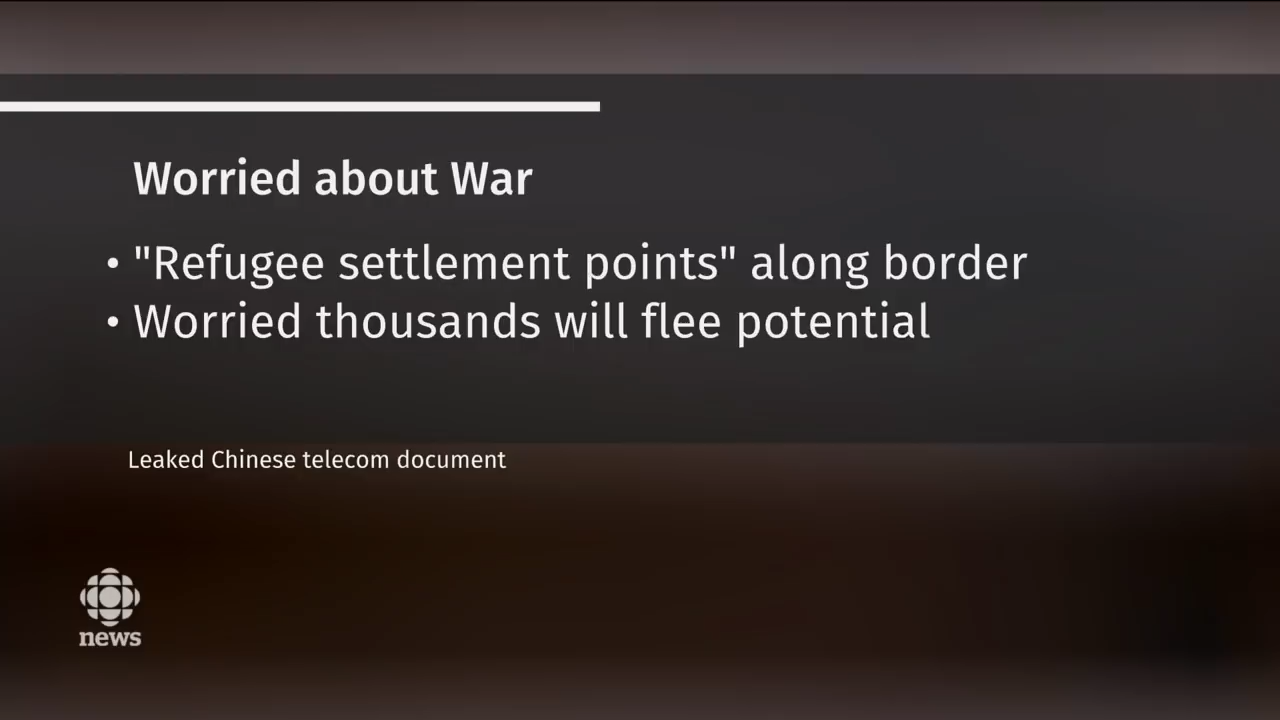 Worried about War
• "Refugee settlement points" along border
• Worried thousands will flee potential
Leaked Chinese telecom document
news